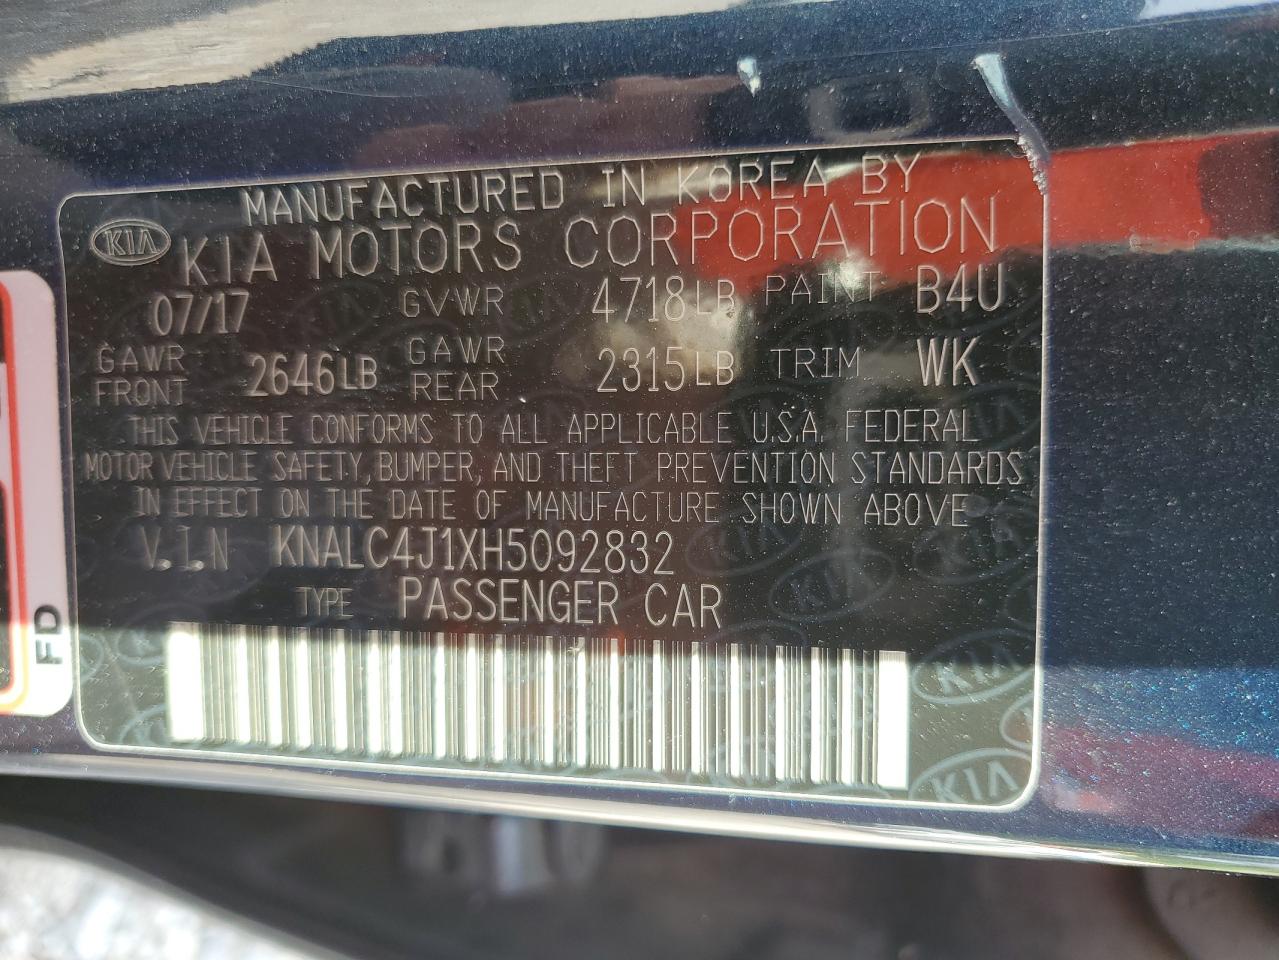 MANUFACTURED IN KOREA BY
KIA KIA MOTORS CORPORATION
07/17 GVWR 4718LB PAINT B4U
GAWR FRONT 2646LB GAWR REAR 2315LB TRIM WK
THIS VEHICLE CONFORMS TO ALL APPLICABLE U.S.A. FEDERAL
MOTOR VEHICLE SAFETY, BUMPER, AND THEFT PREVENTION STANDARDS
IN EFFECT ON THE DATE OF MANUFACTURE SHOWN ABOVE
V.I.N KNALC4J1XH5092832
TYPE PASSENGER CAR
FD
KIA
KIA